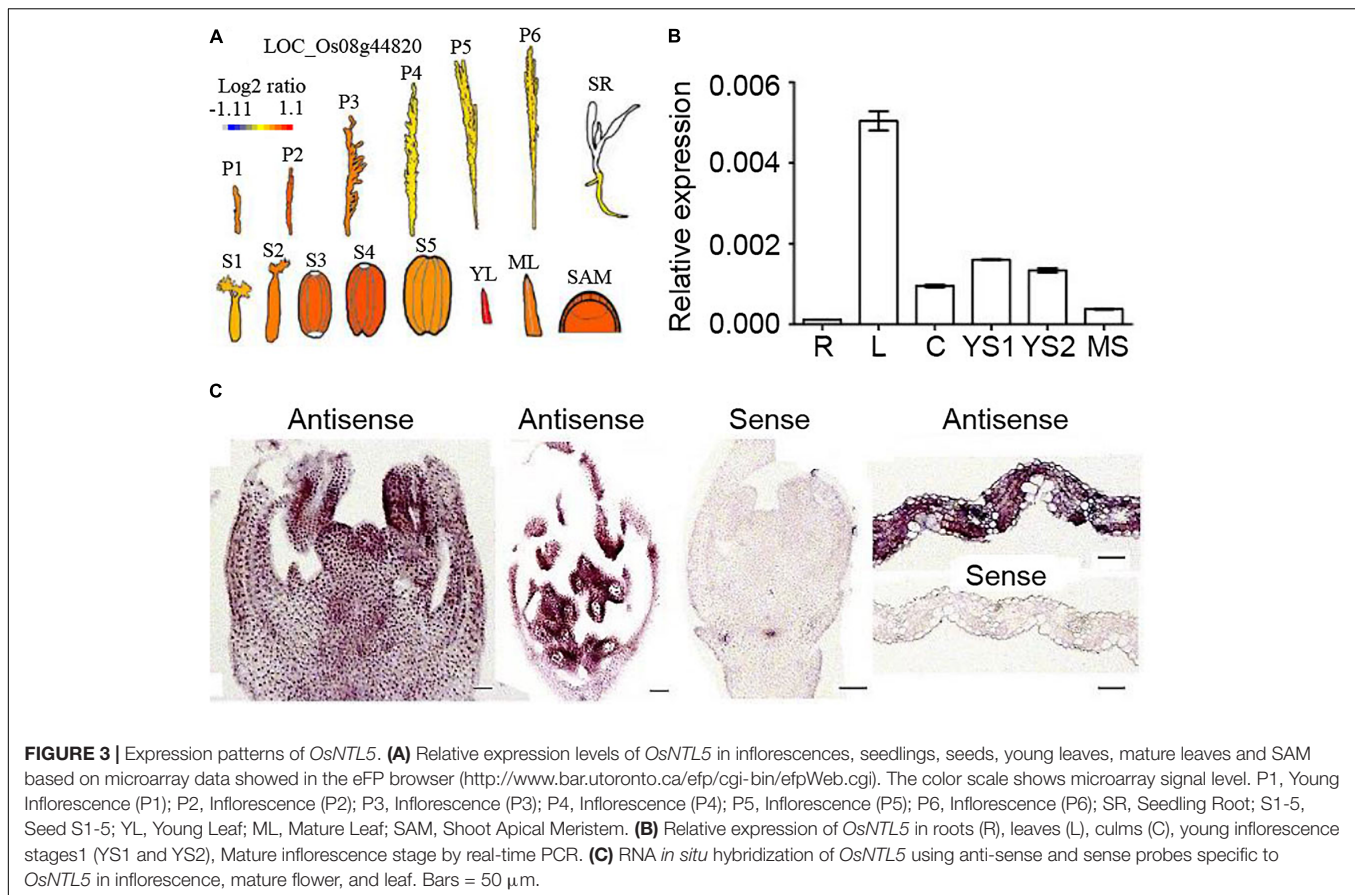 A
LOC_Os08g44820
Log2 ratio
-1.11 1.1
P1
P2
P3
P4
P5
P6
SR
S1
S2
S3
S4
S5
YL
ML
SAM
B
Relative expression
0.006
0.004
0.002
0.000
R L C YS1 YS2 MS
C
Antisense
Antisense
Sense
Antisense
Sense
FIGURE 3 | Expression patterns of OsNTL5. (A) Relative expression levels of OsNTL5 in inflorescences, seedlings, seeds, young leaves, mature leaves and SAM
based on microarray data showed in the eFP browser (http://www.bar.utoronto.ca/efp/cgi-bin/efpWeb.cgi). The color scale shows microarray signal level. P1, Young
Inflorescence (P1); P2, Inflorescence (P2); P3, Inflorescence (P3); P4, Inflorescence (P4); P5, Inflorescence (P5); P6, Inflorescence (P6); SR, Seedling Root; S1-5,
Seed S1-5; YL, Young Leaf; ML, Mature Leaf; SAM, Shoot Apical Meristem. (B) Relative expression of OsNTL5 in roots (R), leaves (L), culms (C), young inflorescence
stages1 (YS1 and YS2), Mature inflorescence stage by real-time PCR. (C) RNA in situ hybridization of OsNTL5 using anti-sense and sense probes specific to
OsNTL5 in inflorescence, mature flower, and leaf. Bars = 50 μm.